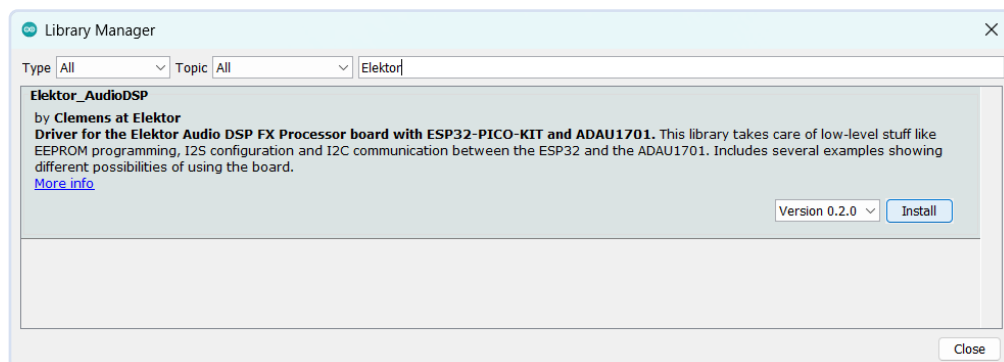 Library Manager
Type All Topic All Elektor
Elektor_AudioDSP
by Clemens at Elektor
Driver for the Elektor Audio DSP FX Processor board with ESP32-PICO-KIT and ADAU1701. This library takes care of low-level stuff like
EEPROM programming, I2S configuration and I2C communication between the ESP32 and the ADAU1701. Includes several examples showing
different possibilities of using the board.
More info
Version 0.2.0 Install
Close